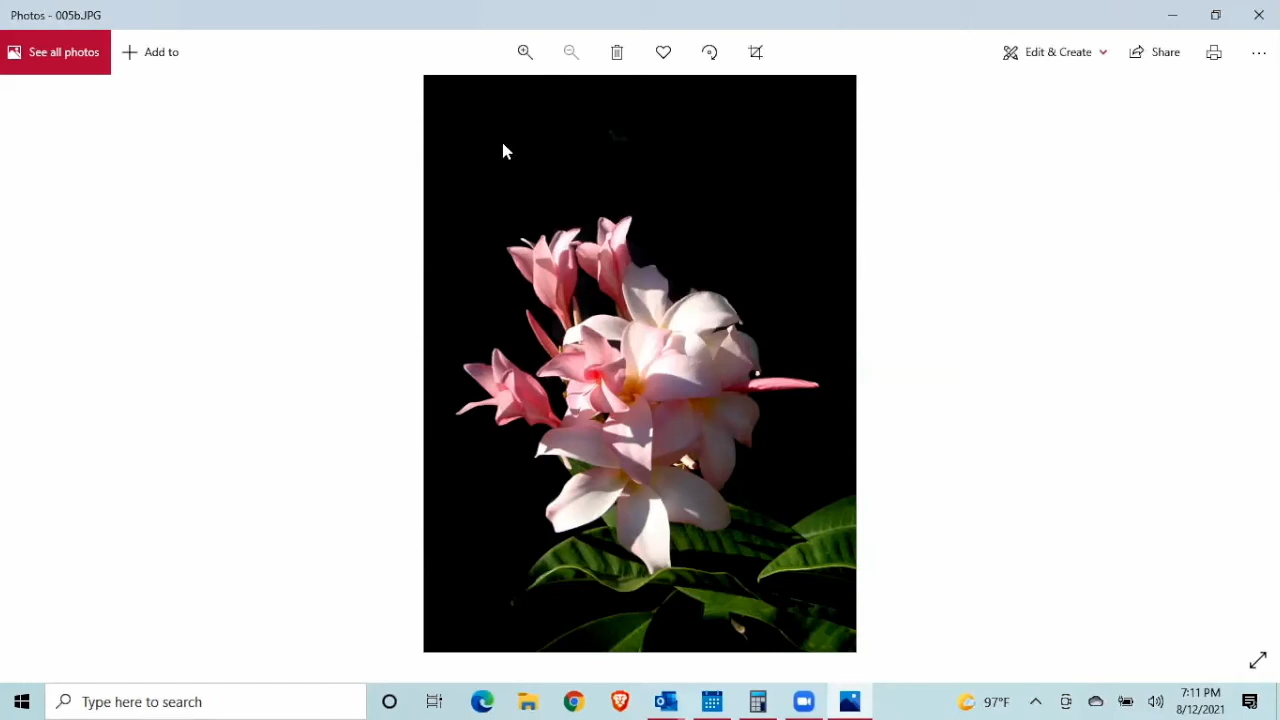 Photos - 005b.JPG
See all photos
Add to
Edit & Create
Share
Type here to search
97°F
7:11 PM
8/12/2021